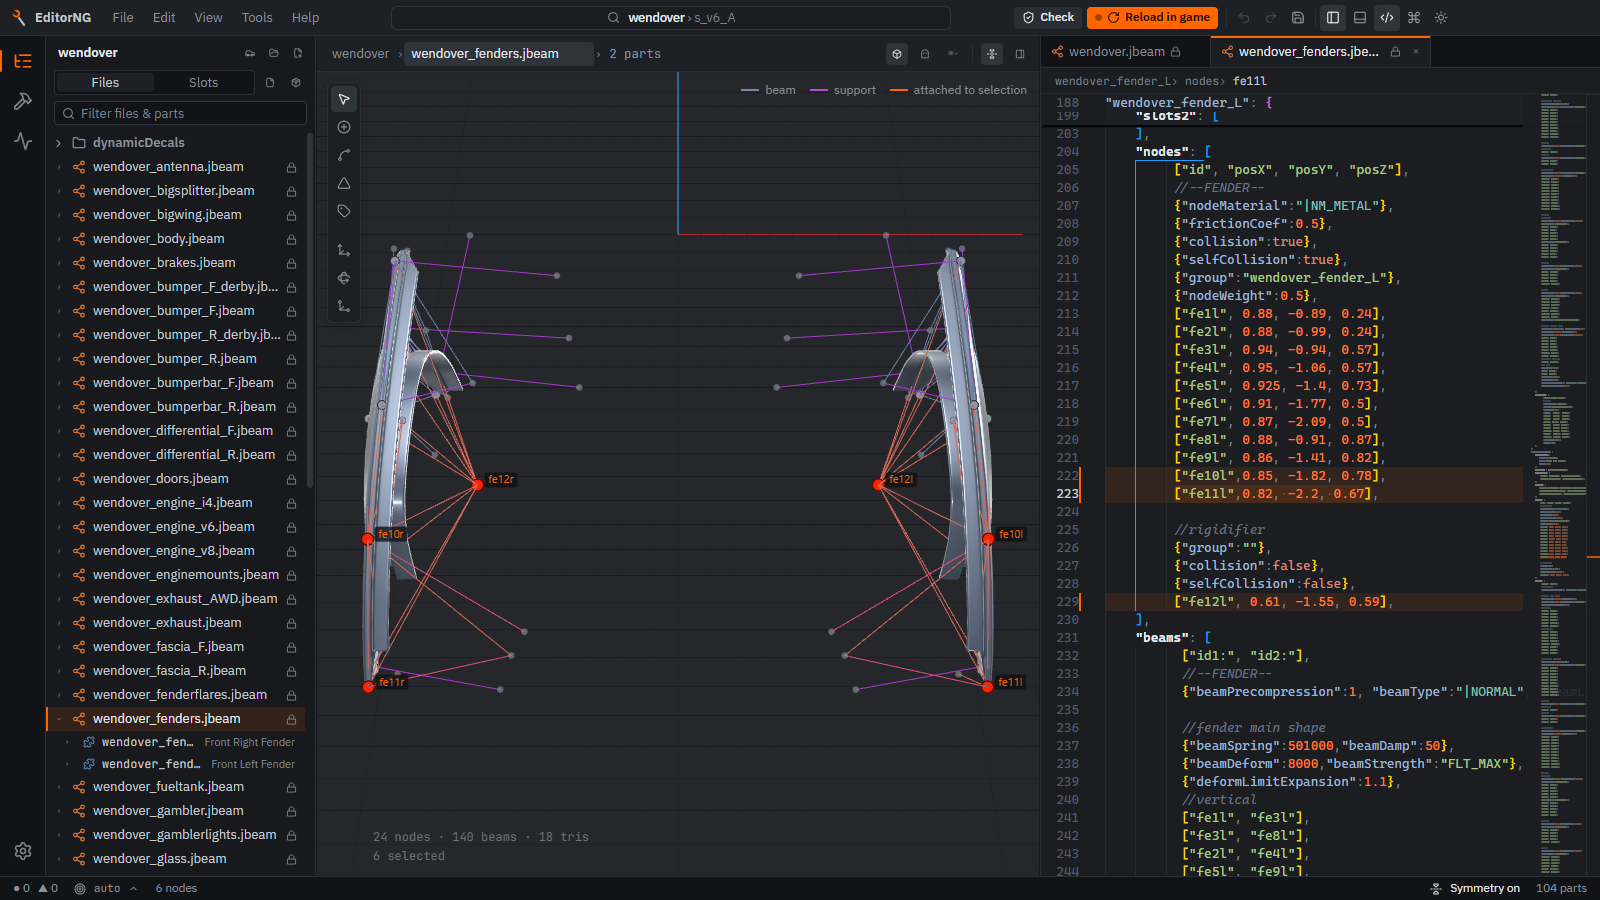 EditorNG File Edit View Tools Help
wendover › s_v6_A
Check
Reload in game
wendover
Files
Slots
Filter files & parts
dynamicDecals
wendover_antenna.jbeam
wendover_bigsplitter.jbeam
wendover_bigwing.jbeam
wendover_body.jbeam
wendover_brakes.jbeam
wendover_bumper_F_derby.jb...
wendover_bumper_F.jbeam
wendover_bumper_R_derby.jb...
wendover_bumper_R.jbeam
wendover_bumperbar_F.jbeam
wendover_bumperbar_R.jbeam
wendover_differential_F.jbeam
wendover_differential_R.jbeam
wendover_doors.jbeam
wendover_engine_i4.jbeam
wendover_engine_v6.jbeam
wendover_engine_v8.jbeam
wendover_enginemounts.jbeam
wendover_exhaust_AWD.jbeam
wendover_exhaust.jbeam
wendover_fascia_F.jbeam
wendover_fascia_R.jbeam
wendover_fenderflares.jbeam
wendover_fenders.jbeam
wendover_fen... Front Right Fender
wendover_fend... Front Left Fender
wendover_fueltank.jbeam
wendover_gambler.jbeam
wendover_gamblerlights.jbeam
wendover_glass.jbeam
wendover › wendover_fenders.jbeam › 2 parts
beam support attached to selection
fe12r
fe12l
fe10r
fe10l
fe11r
fe11l
24 nodes · 140 beams · 18 tris
6 selected
wendover.jbeam
wendover_fenders.jbe... ×
wendover_fender_L › nodes › fe11l
188 "wendover_fender_L": {
199 "slots2": [
203 ],
204 "nodes": [
205 ["id", "posX", "posY", "posZ"],
206 //--FENDER--
207 {"nodeMaterial":"|NM_METAL"},
208 {"frictionCoef":0.5},
209 {"collision":true},
210 {"selfCollision":true},
211 {"group":"wendover_fender_L"},
212 {"nodeWeight":0.5},
213 ["fe1l", 0.88, -0.89, 0.24],
214 ["fe2l", 0.88, -0.99, 0.24],
215 ["fe3l", 0.94, -0.94, 0.57],
216 ["fe4l", 0.95, -1.06, 0.57],
217 ["fe5l", 0.925, -1.4, 0.73],
218 ["fe6l", 0.91, -1.77, 0.5],
219 ["fe7l", 0.87, -2.09, 0.5],
220 ["fe8l", 0.88, -0.91, 0.87],
221 ["fe9l", 0.86, -1.41, 0.82],
222 ["fe10l",0.85, -1.82, 0.78],
223 ["fe11l",0.82, -2.2, 0.67],
224
225 //rigidifier
226 {"group":""},
227 {"collision":false},
228 {"selfCollision":false},
229 ["fe12l", 0.61, -1.55, 0.59],
230 ],
231 "beams": [
232 ["id1:", "id2:"],
233 //--FENDER--
234 {"beamPrecompression":1, "beamType":"|NORMAL"
235
236 //fender main shape
237 {"beamSpring":501000,"beamDamp":50},
238 {"beamDeform":8000,"beamStrength":"FLT_MAX"},
239 {"deformLimitExpansion":1.1},
240 //vertical
241 ["fe1l", "fe3l"],
242 ["fe3l", "fe8l"],
243 ["fe2l", "fe4l"],
244 ["fe5l", "fe9l"],
0 0 auto 6 nodes
Symmetry on 104 parts